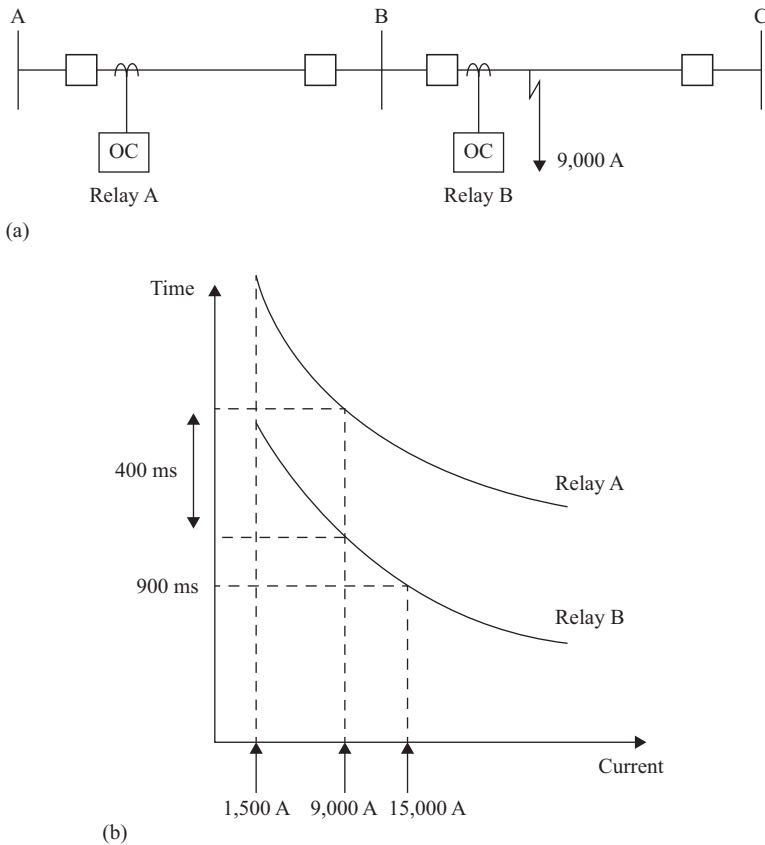 A
B
C
OC
OC
9,000 A
Relay A
Relay B
(a)
Time
400 ms
Relay A
900 ms
Relay B
Current
1,500 A
9,000 A
15,000 A
(b)